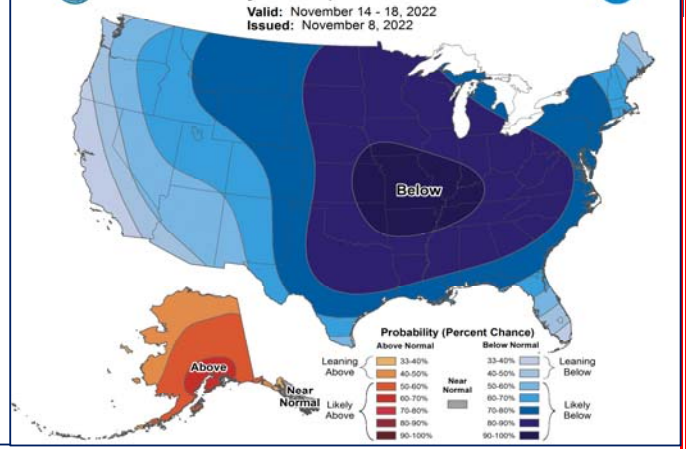 Valid: November 14 - 18, 2022
Issued: November 8, 2022
Below
Above
Near
Normal
Probability (Percent Chance)
Above Normal
Below Normal
Leaning
Above
33-40%
40-50%
Likely
Above
50-60%
60-70%
70-80%
80-90%
90-100%
Near
Normal
33-40%
40-50%
Leaning
Below
50-60%
60-70%
70-80%
80-90%
90-100%
Likely
Below